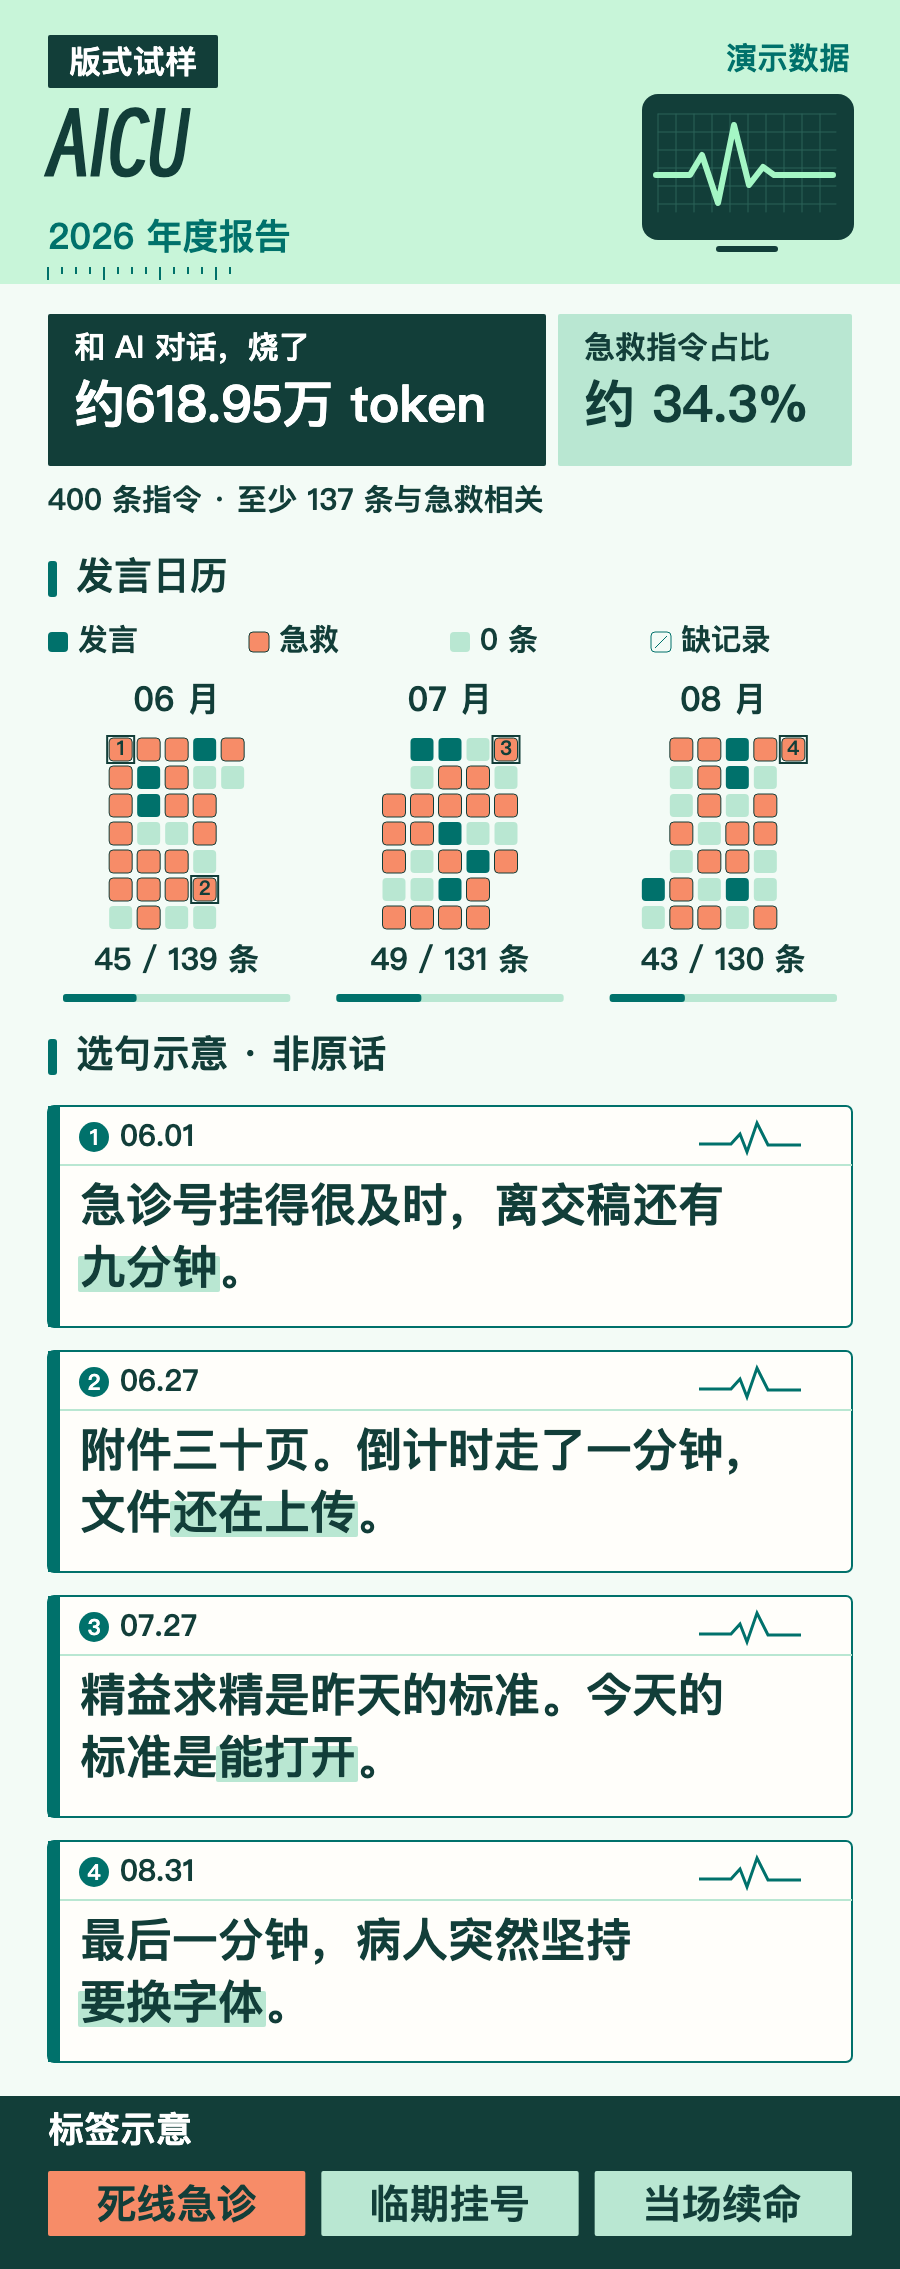 版式试样
演示数据
AICU
2026 年度报告
和 AI 对话，烧了
约618.95万 token
急救指令占比
约 34.3%
400 条指令 · 至少 137 条与急救相关
发言日历
发言
急救
0 条
缺记录
06 月
07 月
08 月
1
3
4
2
45 / 139 条
49 / 131 条
43 / 130 条
选句示意 · 非原话
1 06.01
急诊号挂得很及时，离交稿还有
九分钟。
2 06.27
附件三十页。倒计时走了一分钟，
文件还在上传。
3 07.27
精益求精是昨天的标准。今天的
标准是能打开。
4 08.31
最后一分钟，病人突然坚持
要换字体。
标签示意
死线急诊
临期挂号
当场续命